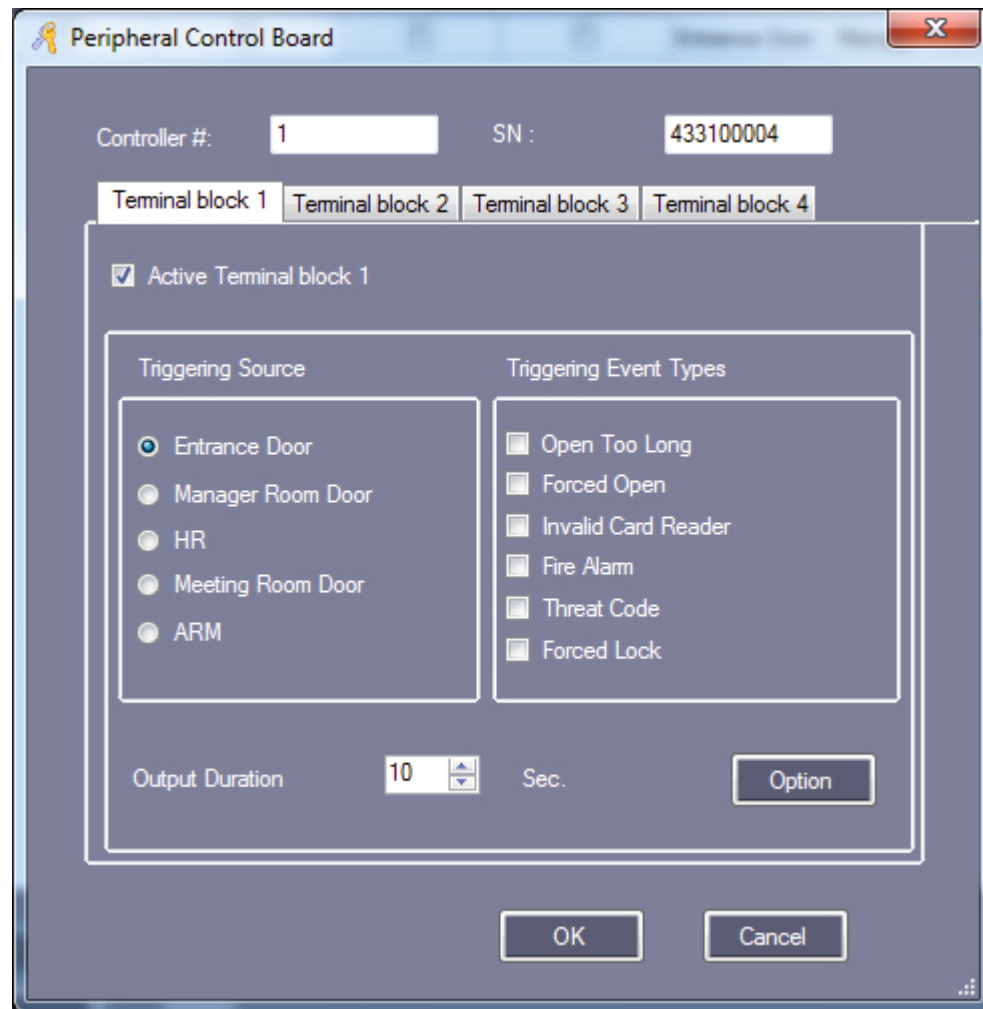 Peripheral Control Board
Controller #: 1 SN : 433100004
Terminal block 1 Terminal block 2 Terminal block 3 Terminal block 4
Active Terminal block 1
Triggering Source Triggering Event Types
Entrance Door Open Too Long
Manager Room Door Forced Open
HR Invalid Card Reader
Meeting Room Door Fire Alarm
ARM Threat Code
Forced Lock
Output Duration 10 Sec. Option
OK Cancel